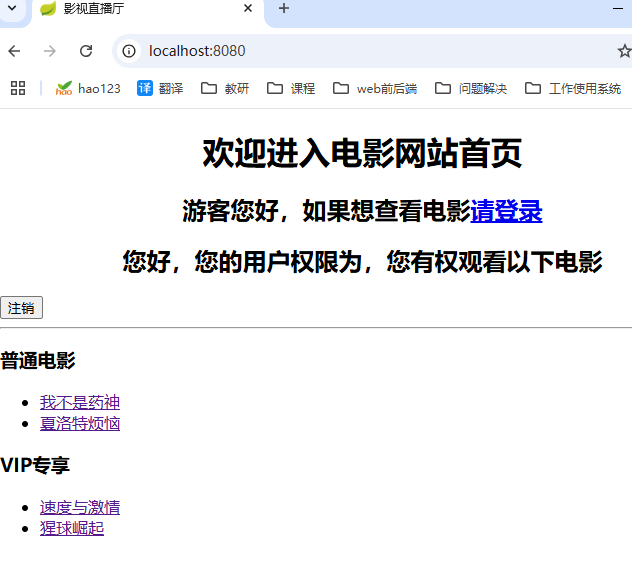 影视直播厅
localhost:8080
hao123 译 翻译 教研 课程 web前后端 问题解决 工作使用系统
欢迎进入电影网站首页
游客您好，如果想查看电影请登录
您好，您的用户权限为，您有权观看以下电影
注销
普通电影
我不是药神
夏洛特烦恼
VIP专享
速度与激情
猩球崛起